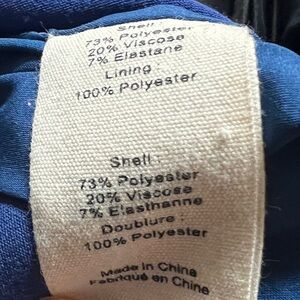 Shell :
73% Polyester
20% Viscose
7% Elastane
Lining :
100% Polyester
Shell :
73% Polyester
20% Viscose
7% Elasthanne
Doublure :
100% Polyester
Made in China
Fabriqué en Chine